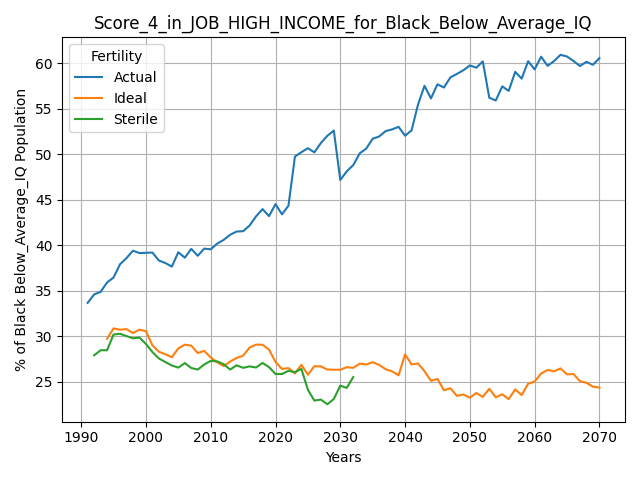 Score_4_in_JOB_HIGH_INCOME_for_Black_Below_Average_IQ
Fertility
Actual
Ideal
Sterile
% of Black Below_Average_IQ Population
60
55
50
45
40
35
30
25
1990 2000 2010 2020 2030 2040 2050 2060 2070
Years